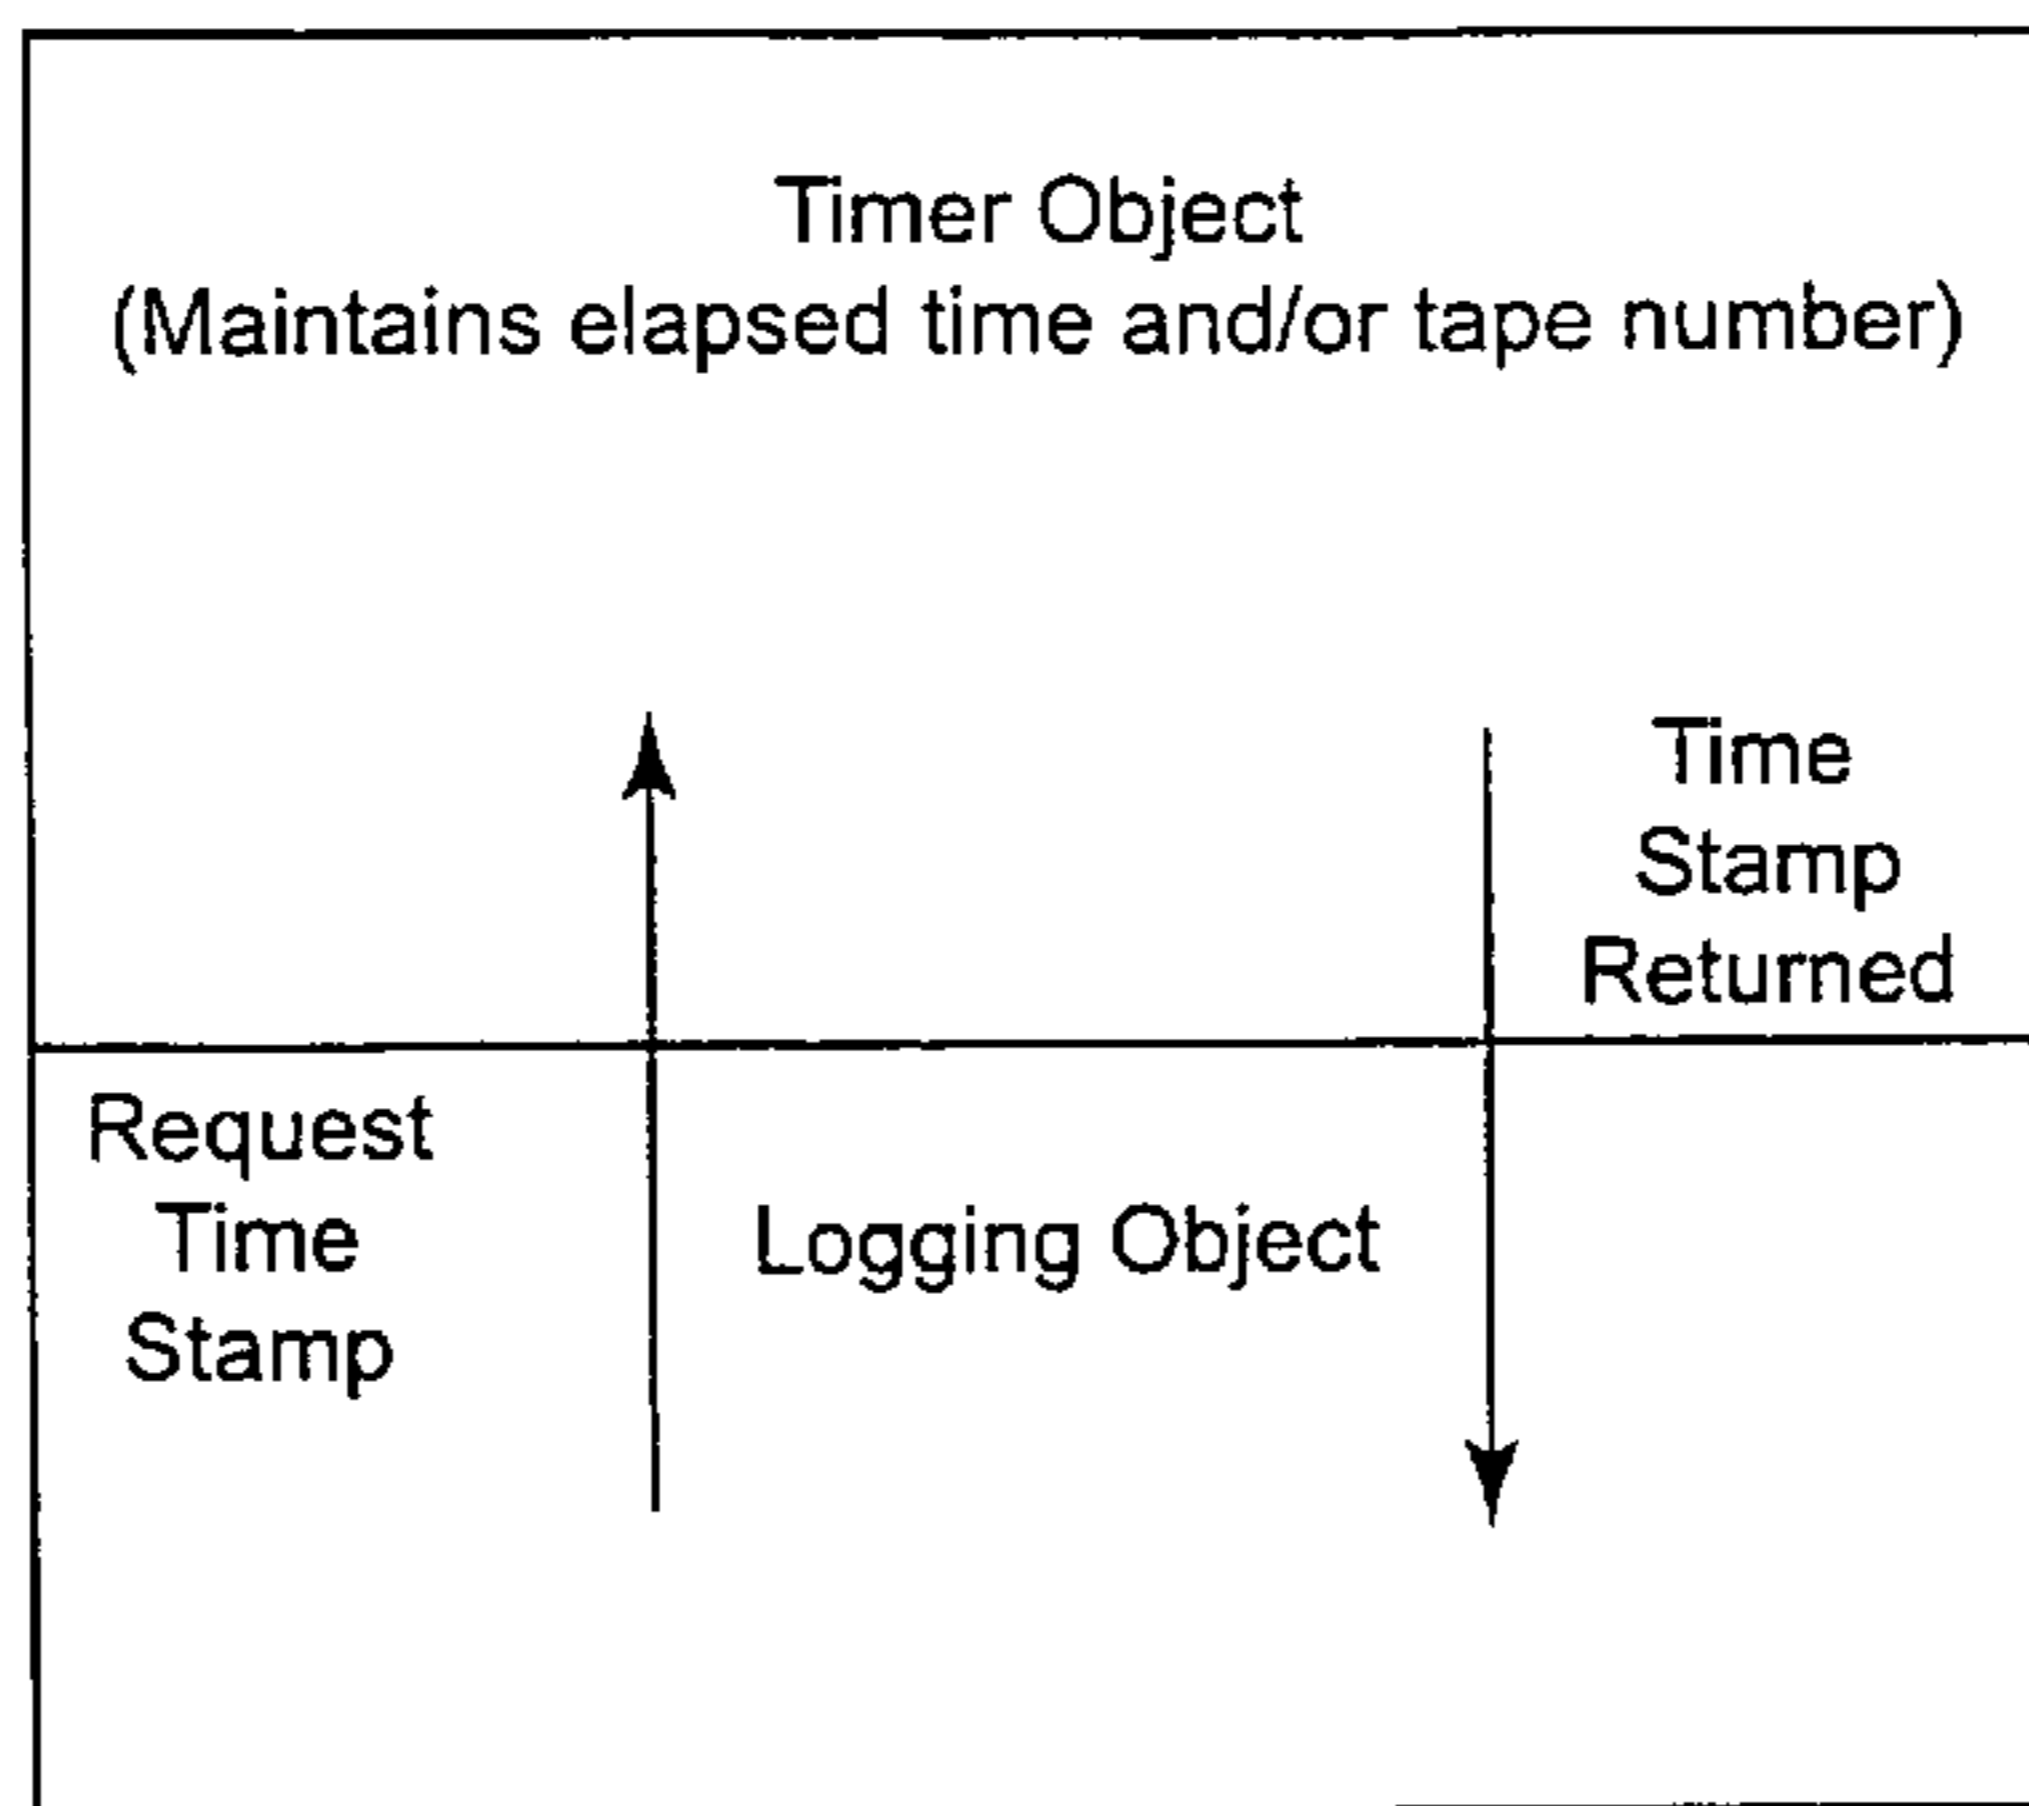 Timer Object
(Maintains elapsed time and/or tape number)
Time
Stamp
Returned
Request
Time
Stamp
Logging Object